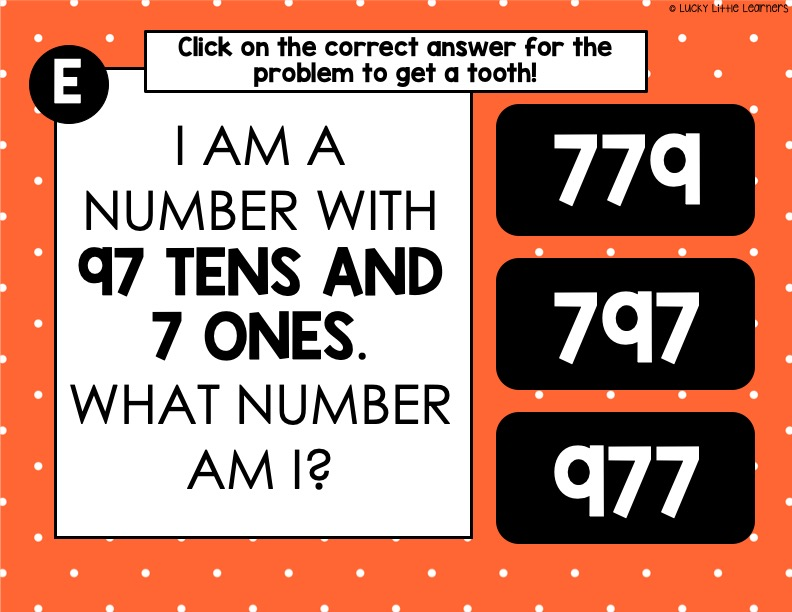 © Lucky Little Learners
Click on the correct answer for the
problem to get a tooth!
E
I AM A
NUMBER WITH
97 TENS AND
7 ONES.
WHAT NUMBER
AM I?
779
797
977